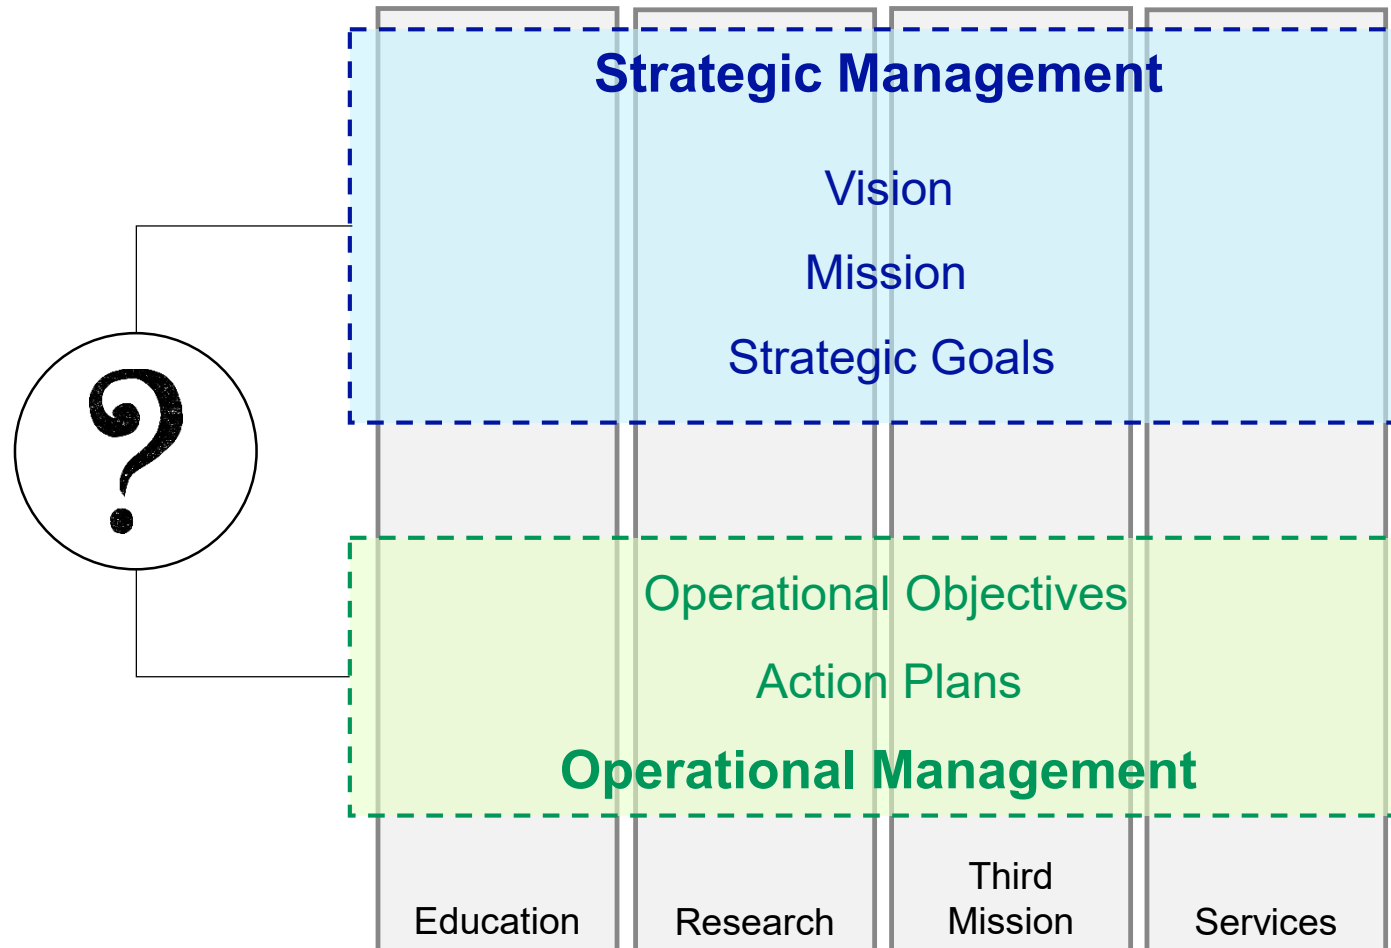 Strategic Management
Vision
Mission
Strategic Goals
?
Operational Objectives
Action Plans
Operational Management
Education
Research
Third
Mission
Services